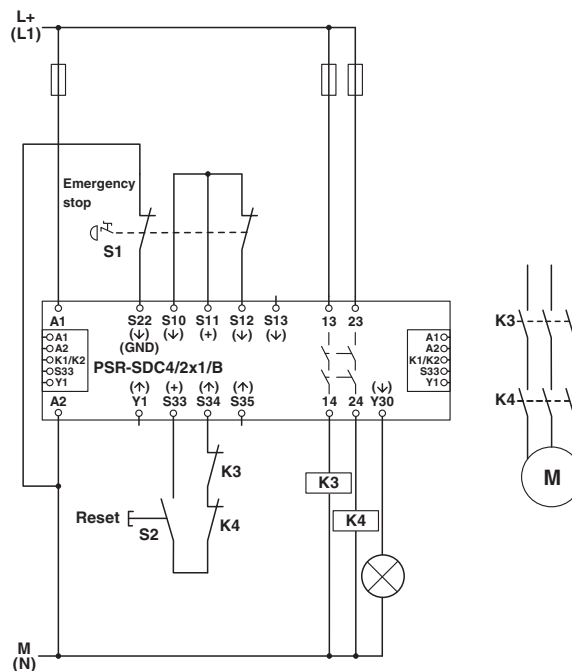 L+
(L1)
Emergency
stop
S1
A1 S22 S10 S11 S12 S13 13 23
(↓) (↓) (+) (↓) (↓)
(GND)
A1
A2
K1/K2
S33
Y1
PSR-SDC4/2x1/B
A1
A2
K1/K2
S33
Y1
(↑) (+) (↑) (↑) (↓)
A2 Y1 S33 S34 S35 14 24 Y30
K3
K4
Reset
S2
K3
K4
M
(N)
K3
K4
M